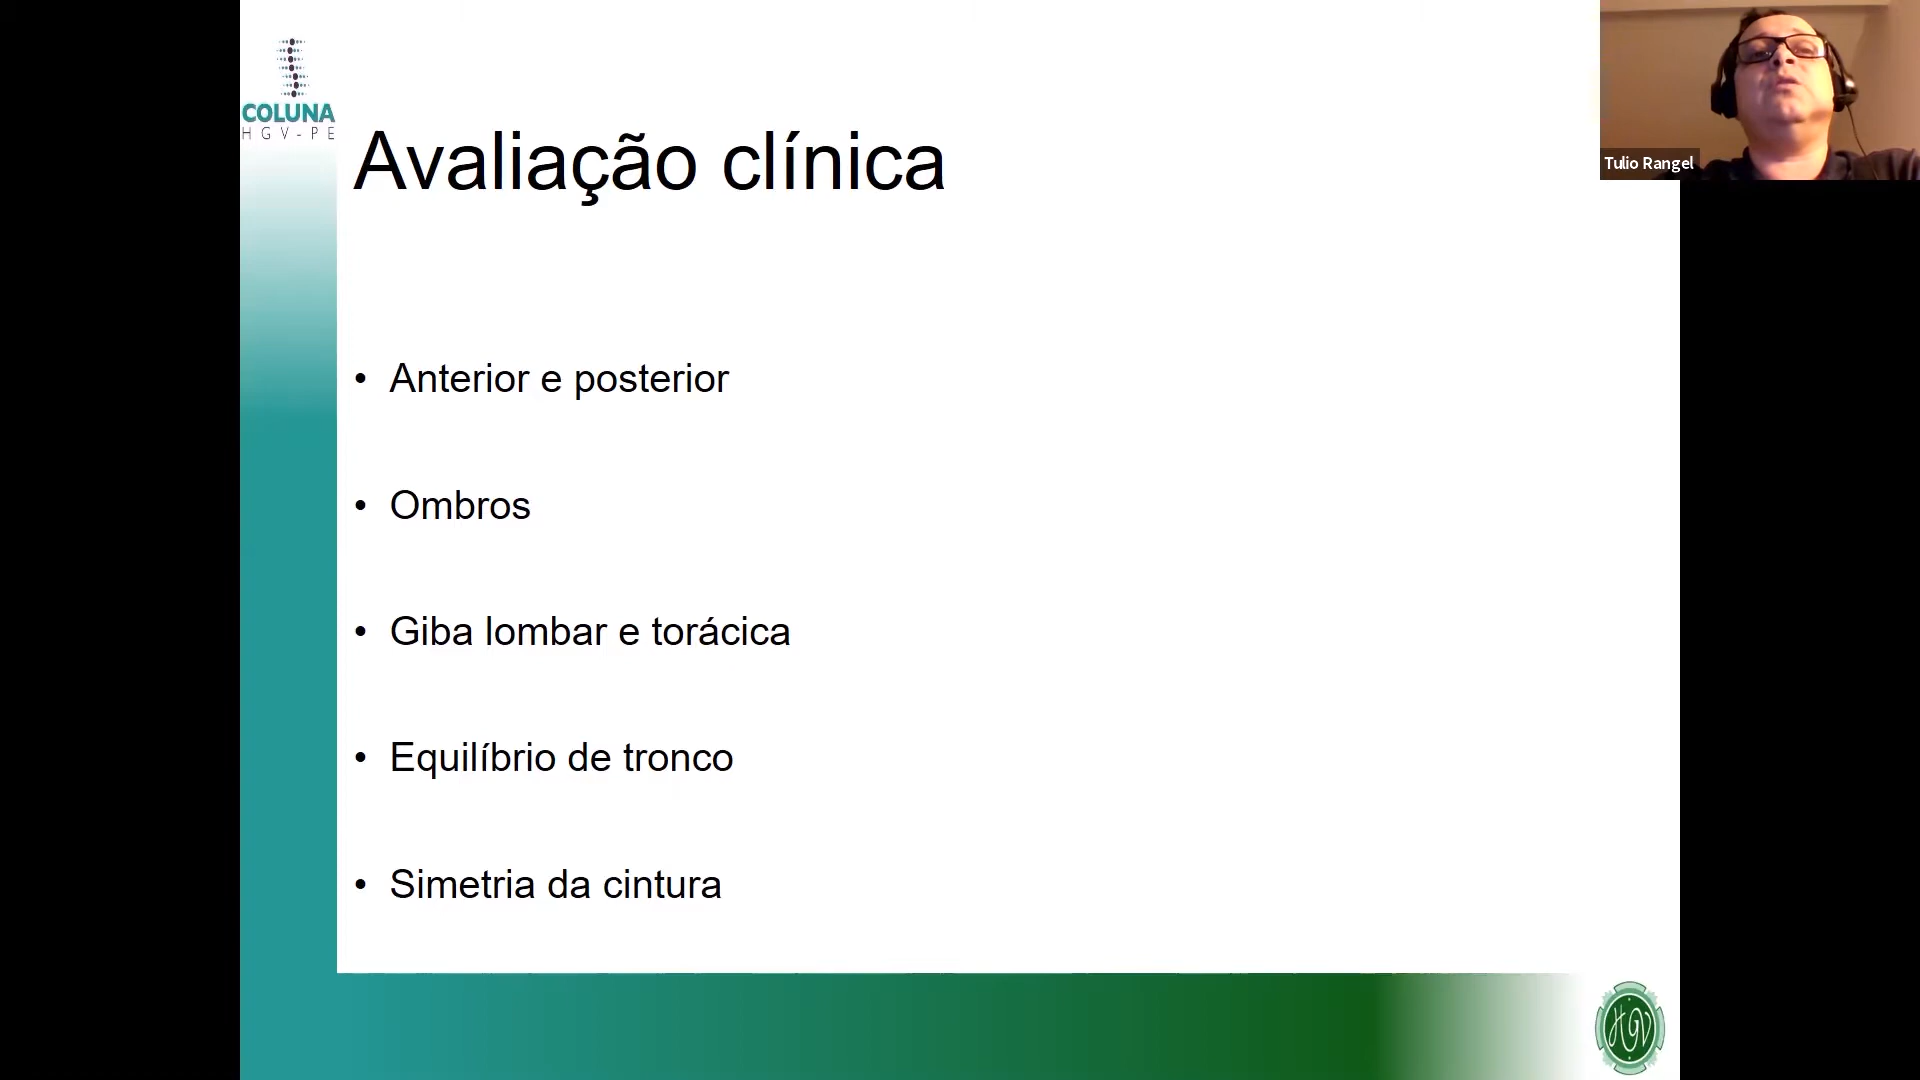 COLUNA
HGV-PE
Avaliação clínica
• Anterior e posterior
• Ombros
• Giba lombar e torácica
• Equilíbrio de tronco
• Simetria da cintura
Tulio Rangel
HGV